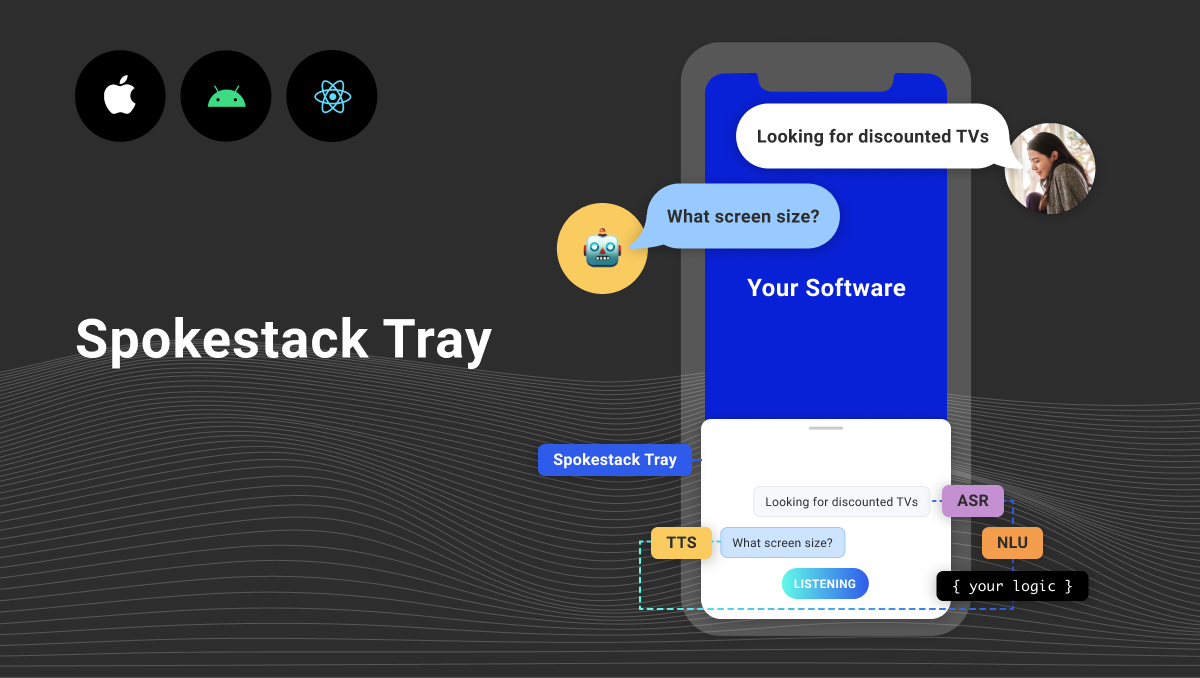 Looking for discounted TVs
What screen size?
Your Software
Spokestack Tray
Spokestack Tray
Looking for discounted TVs
ASR
TTS
What screen size?
NLU
LISTENING
{ your logic }